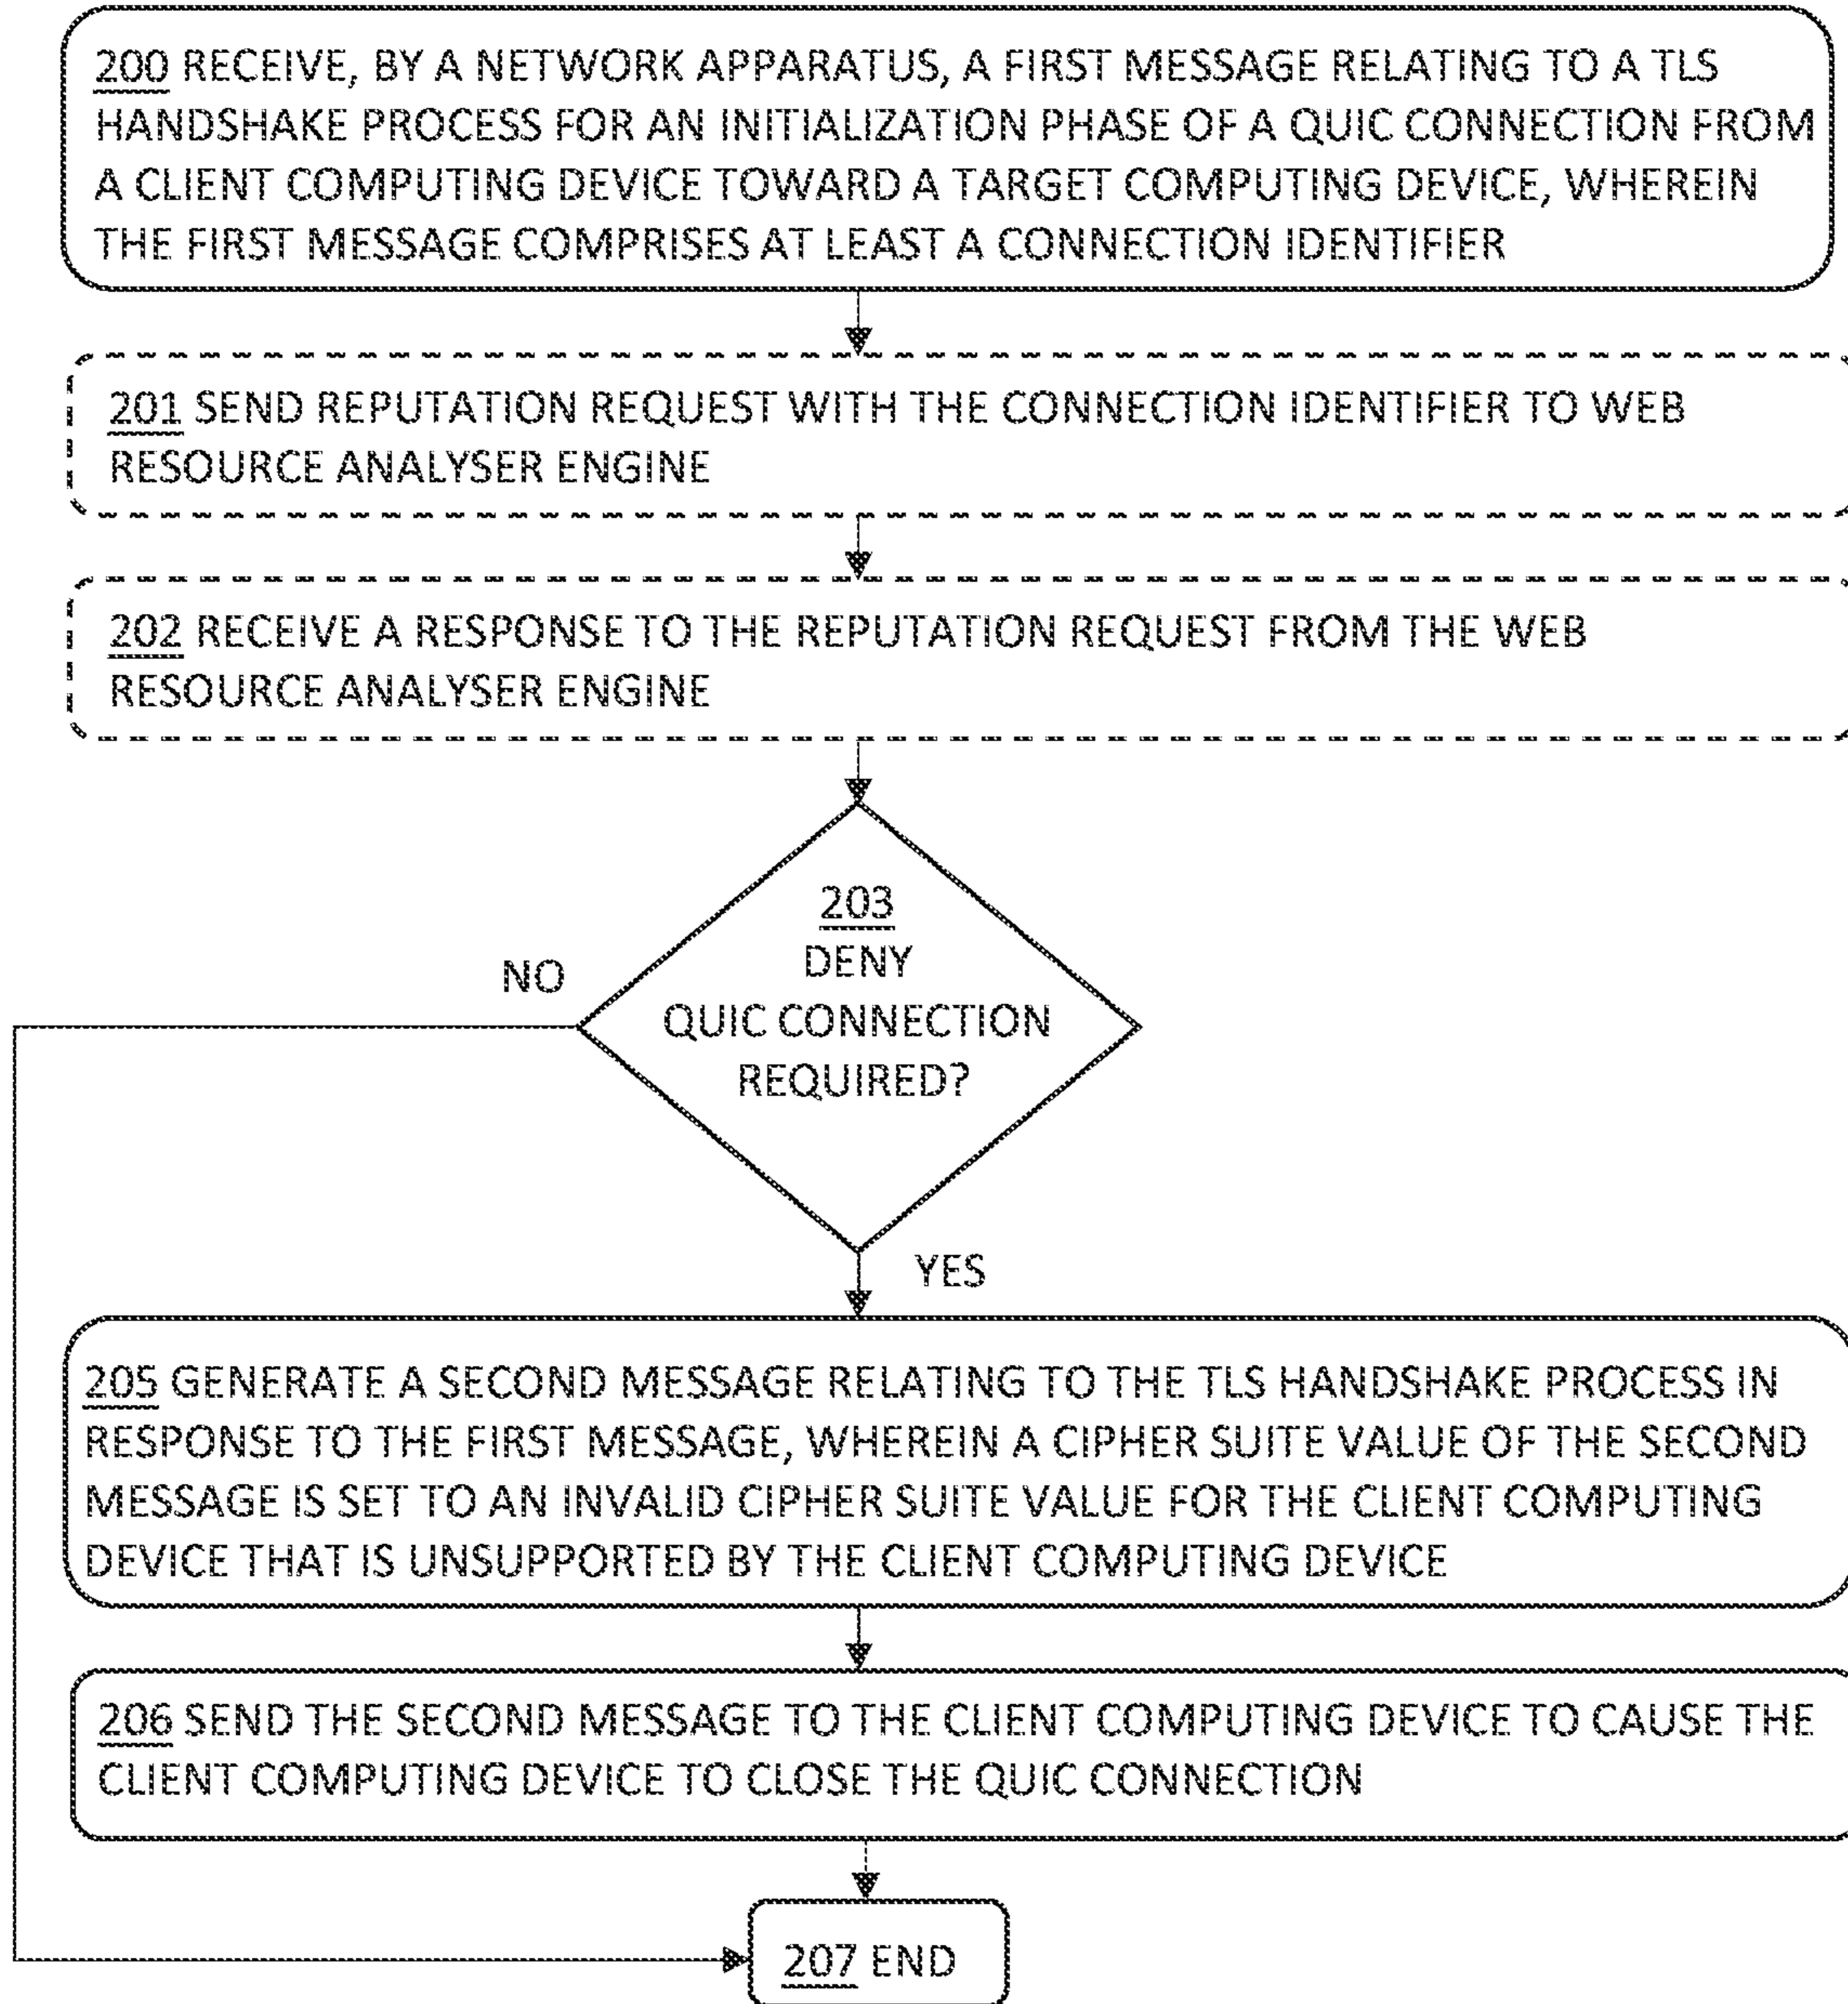 200 RECEIVE, BY A NETWORK APPARATUS, A FIRST MESSAGE RELATING TO A TLS
HANDSHAKE PROCESS FOR AN INITIALIZATION PHASE OF A QUIC CONNECTION FROM
A CLIENT COMPUTING DEVICE TOWARD A TARGET COMPUTING DEVICE, WHEREIN
THE FIRST MESSAGE COMPRISES AT LEAST A CONNECTION IDENTIFIER
201 SEND REPUTATION REQUEST WITH THE CONNECTION IDENTIFIER TO WEB
RESOURCE ANALYSER ENGINE
202 RECEIVE A RESPONSE TO THE REPUTATION REQUEST FROM THE WEB
RESOURCE ANALYSER ENGINE
203
DENY
QUIC CONNECTION
REQUIRED?
NO
YES
205 GENERATE A SECOND MESSAGE RELATING TO THE TLS HANDSHAKE PROCESS IN
RESPONSE TO THE FIRST MESSAGE, WHEREIN A CIPHER SUITE VALUE OF THE SECOND
MESSAGE IS SET TO AN INVALID CIPHER SUITE VALUE FOR THE CLIENT COMPUTING
DEVICE THAT IS UNSUPPORTED BY THE CLIENT COMPUTING DEVICE
206 SEND THE SECOND MESSAGE TO THE CLIENT COMPUTING DEVICE TO CAUSE THE
CLIENT COMPUTING DEVICE TO CLOSE THE QUIC CONNECTION
207 END